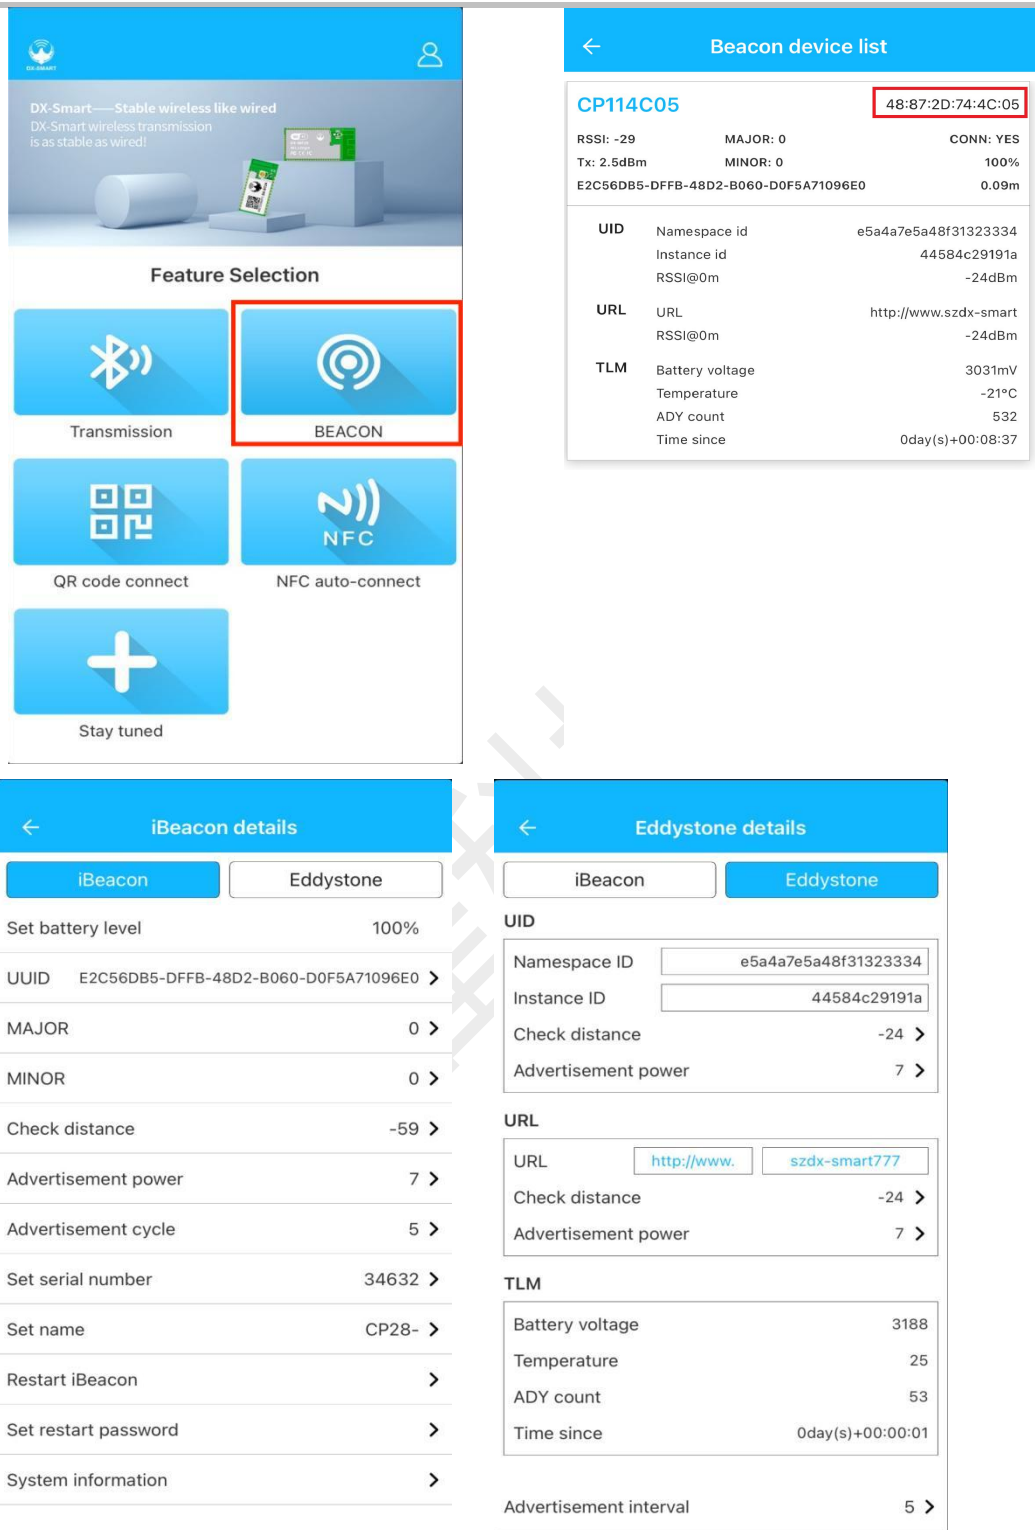 DX-SMART
DX-Smart——Stable wireless like wired
DX-Smart wireless transmission
is as stable as wired!
Feature Selection
Transmission
BEACON
NFC
QR code connect
NFC auto-connect
Stay tuned
Beacon device list
CP114C05 48:87:2D:74:4C:05
RSSI: -29 MAJOR: 0 CONN: YES
Tx: 2.5dBm MINOR: 0 100%
E2C56DB5-DFFB-48D2-B060-D0F5A71096E0 0.09m
UID Namespace id e5a4a7e5a48f31323334
Instance id 44584c29191a
RSSI@0m -24dBm
URL URL http://www.szdx-smart
RSSI@0m -24dBm
TLM Battery voltage 3031mV
Temperature -21°C
ADY count 532
Time since 0day(s)+00:08:37
iBeacon details
iBeacon Eddystone
Set battery level 100%
UUID E2C56DB5-DFFB-48D2-B060-D0F5A71096E0
MAJOR 0
MINOR 0
Check distance -59
Advertisement power 7
Advertisement cycle 5
Set serial number 34632
Set name CP28-
Restart iBeacon
Set restart password
System information
Eddystone details
iBeacon Eddystone
UID
Namespace ID e5a4a7e5a48f31323334
Instance ID 44584c29191a
Check distance -24
Advertisement power 7
URL
URL http://www. szdx-smart777
Check distance -24
Advertisement power 7
TLM
Battery voltage 3188
Temperature 25
ADY count 53
Time since 0day(s)+00:00:01
Advertisement interval 5